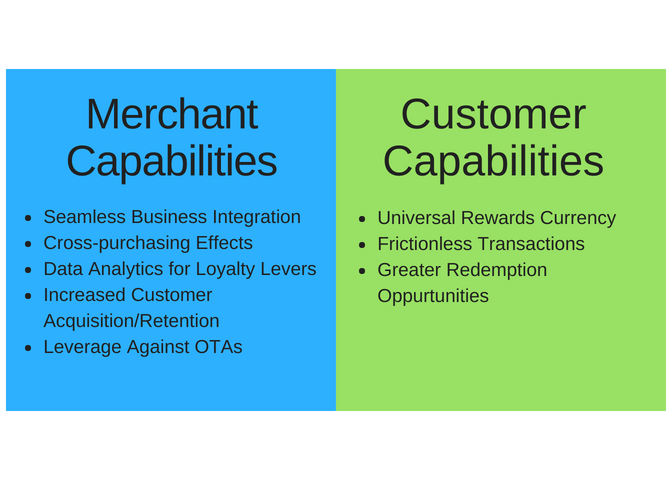 Merchant
Capabilities
• Seamless Business Integration
• Cross-purchasing Effects
• Data Analytics for Loyalty Levers
• Increased Customer
Acquisition/Retention
• Leverage Against OTAs
Customer
Capabilities
• Universal Rewards Currency
• Frictionless Transactions
• Greater Redemption
Oppurtunities